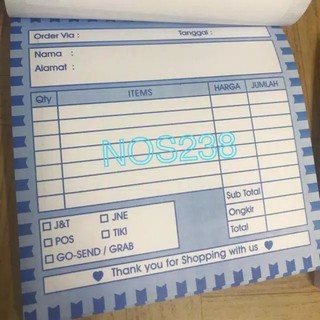 Order Via : Tanggal :
Nama :
Alamat :
Qty ITEMS HARGA JUMLAH
NOS238
Sub Total
Ongkir
Total
J&T JNE
POS TIKI
GO-SEND / GRAB
Thank you for Shopping with us